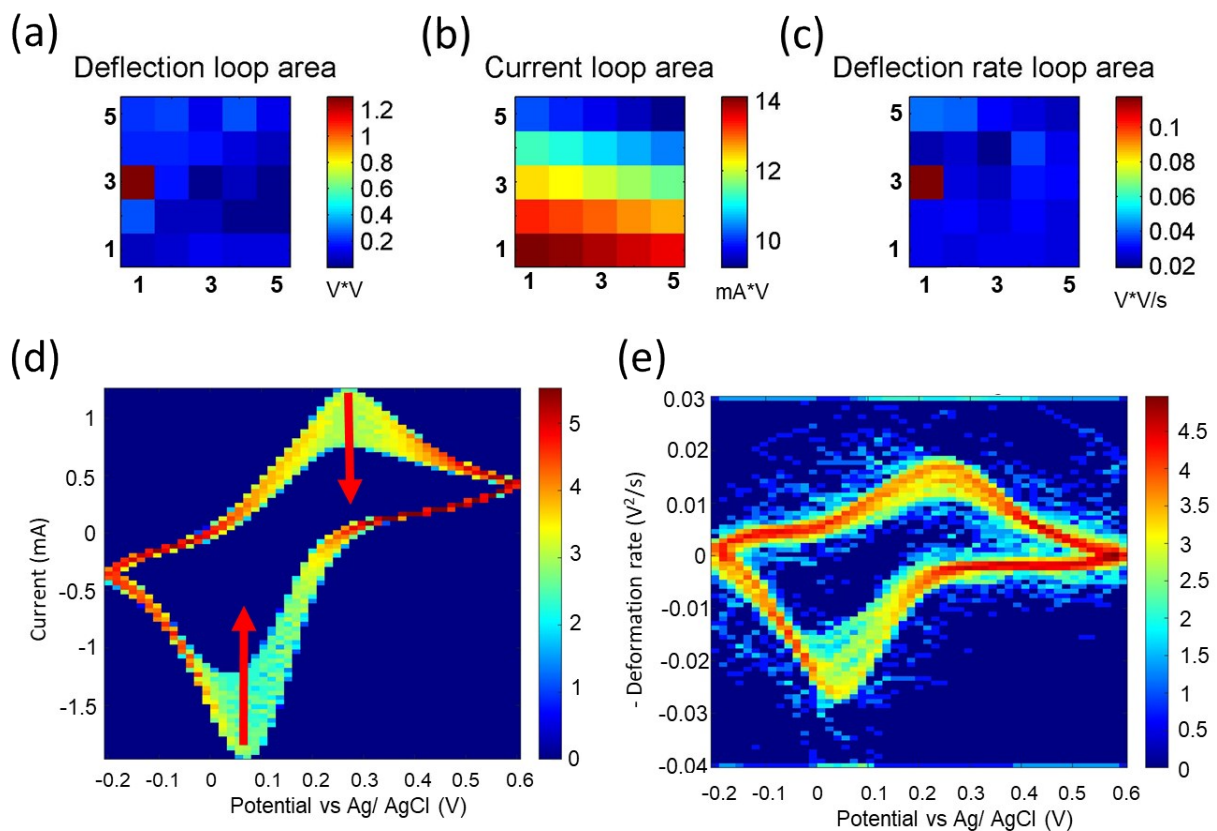 (a)
Deflection loop area
5
3
1
1 3 5
1.2
1
0.8
0.6
0.4
0.2
V*V
(b)
Current loop area
5
3
1
1 3 5
14
12
10
mA*V
(c)
Deflection rate loop area
5
3
1
1 3 5
0.1
0.08
0.06
0.04
0.02
V*V/s
(d)
Current (mA)
1
0.5
0
-0.5
-1
-1.5
-0.2 -0.1 0 0.1 0.2 0.3 0.4 0.5 0.6
Potential vs Ag/ AgCl (V)
5
4
3
2
1
0
(e)
- Deformation rate (V²/s)
0.03
0.02
0.01
0
-0.01
-0.02
-0.03
-0.04
-0.2 -0.1 0 0.1 0.2 0.3 0.4 0.5 0.6
Potential vs Ag/ AgCl (V)
4.5
4
3.5
3
2.5
2
1.5
1
0.5
0